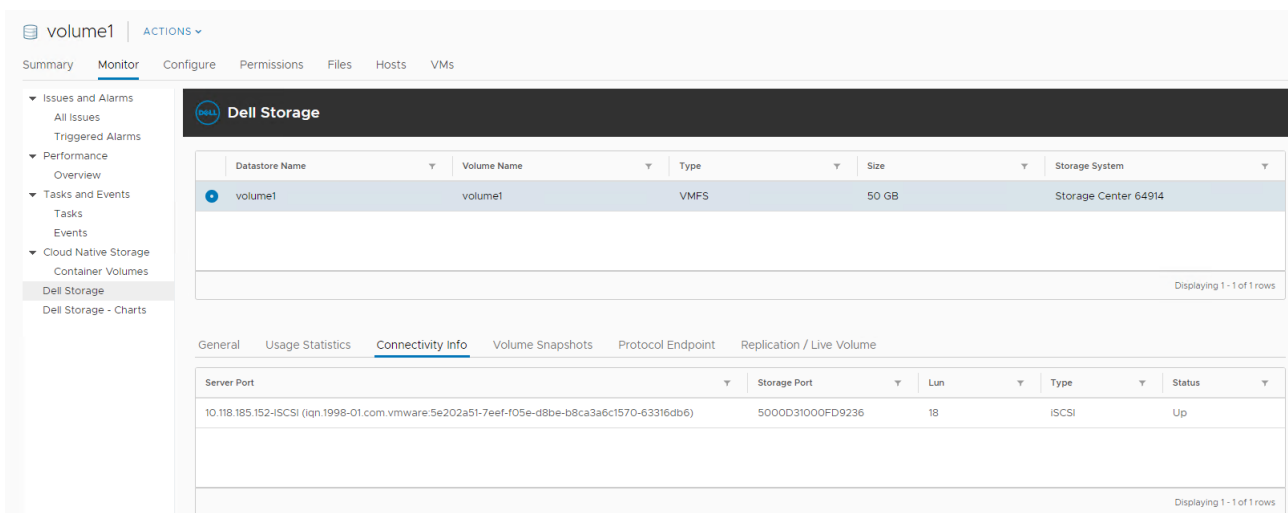 volume1 ACTIONS
Summary Monitor Configure Permissions Files Hosts VMs
Issues and Alarms
All Issues
Triggered Alarms
Performance
Overview
Tasks and Events
Tasks
Events
Cloud Native Storage
Container Volumes
Dell Storage
Dell Storage - Charts
DELL Dell Storage
Datastore Name Volume Name Type Size Storage System
volume1 volume1 VMFS 50 GB Storage Center 64914
Displaying 1 - 1 of 1 rows
General Usage Statistics Connectivity Info Volume Snapshots Protocol Endpoint Replication / Live Volume
Server Port Storage Port Lun Type Status
10.118.185.152-ISCSI (iqn.1998-01.com.vmware:5e202a51-7eef-f05e-d8be-b8ca3a6c1570-63316db6) 5000D31000FD9236 18 iSCSI Up
Displaying 1 - 1 of 1 rows